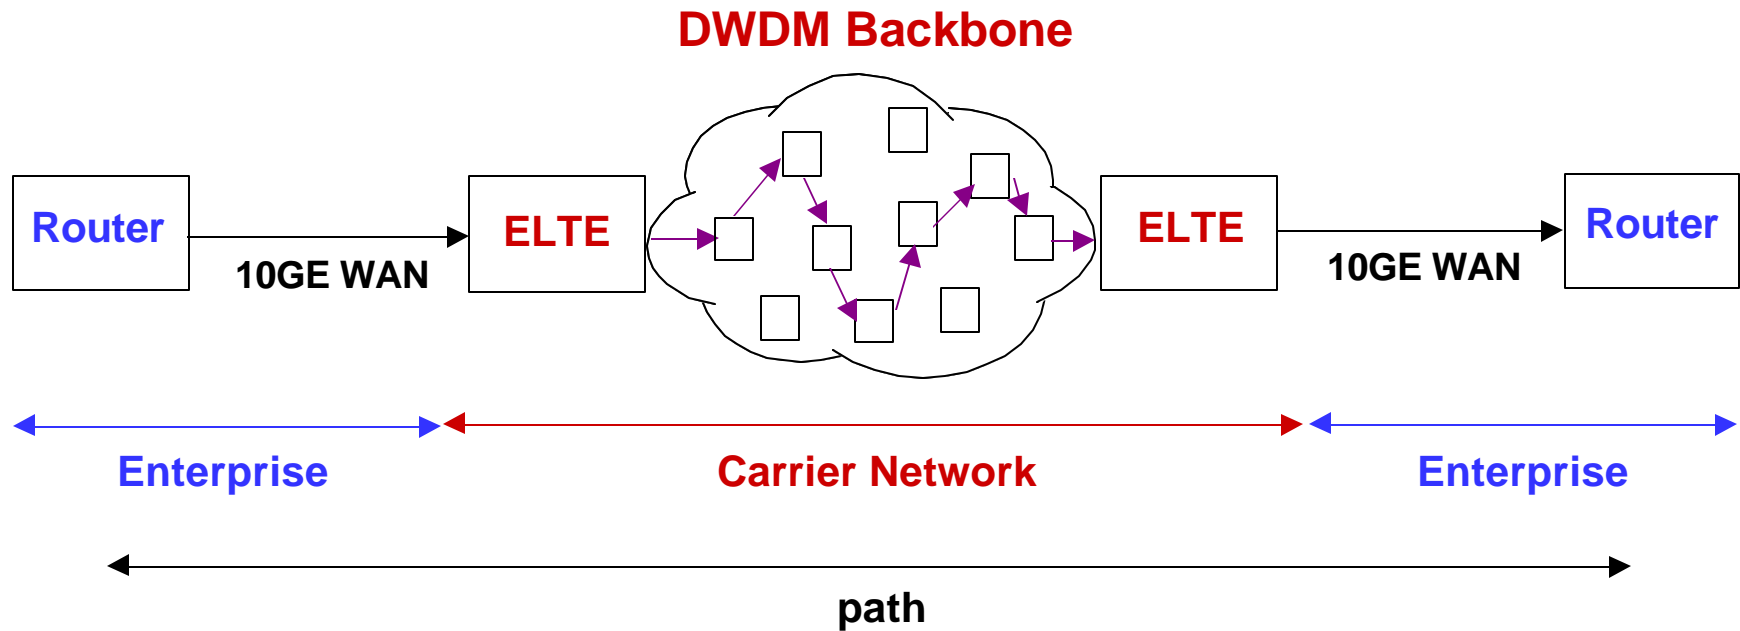 DWDM Backbone
Router
ELTE
ELTE
Router
10GE WAN
10GE WAN
Enterprise
Carrier Network
Enterprise
path